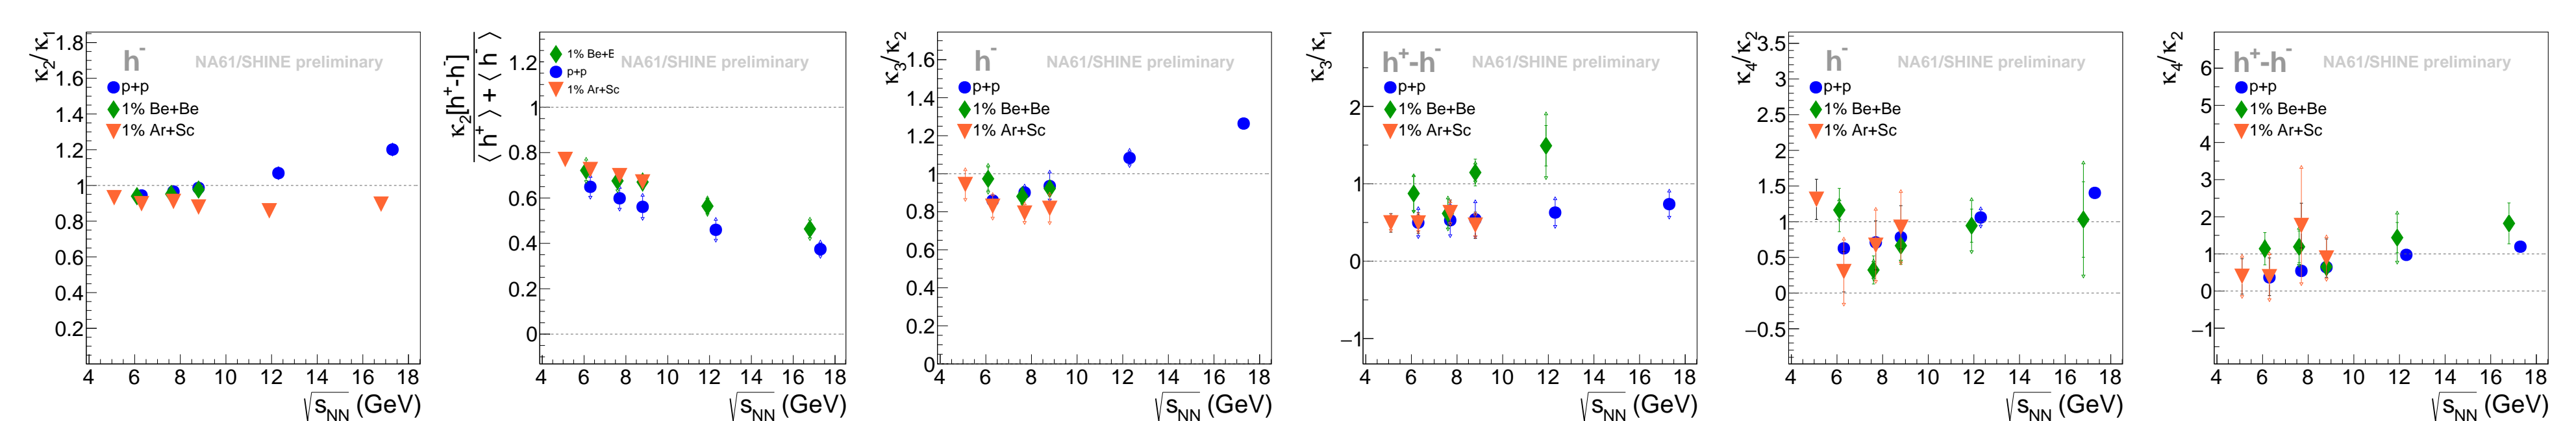 κ2/κ1
h-
NA61/SHINE preliminary
p+p
1% Be+Be
1% Ar+Sc
1.8
1.6
1.4
1.2
1
0.8
0.6
0.4
0.2
4 6 8 10 12 14 16 18
√sNN (GeV)
κ2[h+-h-]
⟨h+⟩ + ⟨h-⟩
NA61/SHINE preliminary
1% Be+E
p+p
1% Ar+Sc
1.2
1
0.8
0.6
0.4
0.2
0
4 6 8 10 12 14 16 18
√sNN (GeV)
κ3/κ2
h-
NA61/SHINE preliminary
p+p
1% Be+Be
1% Ar+Sc
1.6
1.4
1.2
1
0.8
0.6
0.4
0.2
0
4 6 8 10 12 14 16 18
√sNN (GeV)
κ3/κ1
h+-h-
NA61/SHINE preliminary
p+p
1% Be+Be
1% Ar+Sc
2
1
0
−1
4 6 8 10 12 14 16 18
√sNN (GeV)
κ4/κ2
h-
NA61/SHINE preliminary
p+p
1% Be+Be
1% Ar+Sc
3.5
3
2.5
2
1.5
1
0.5
0
−0.5
4 6 8 10 12 14 16 18
√sNN (GeV)
κ4/κ2
h+-h-
NA61/SHINE preliminary
p+p
1% Be+Be
1% Ar+Sc
6
5
4
3
2
1
0
−1
4 6 8 10 12 14 16 18
√sNN (GeV)